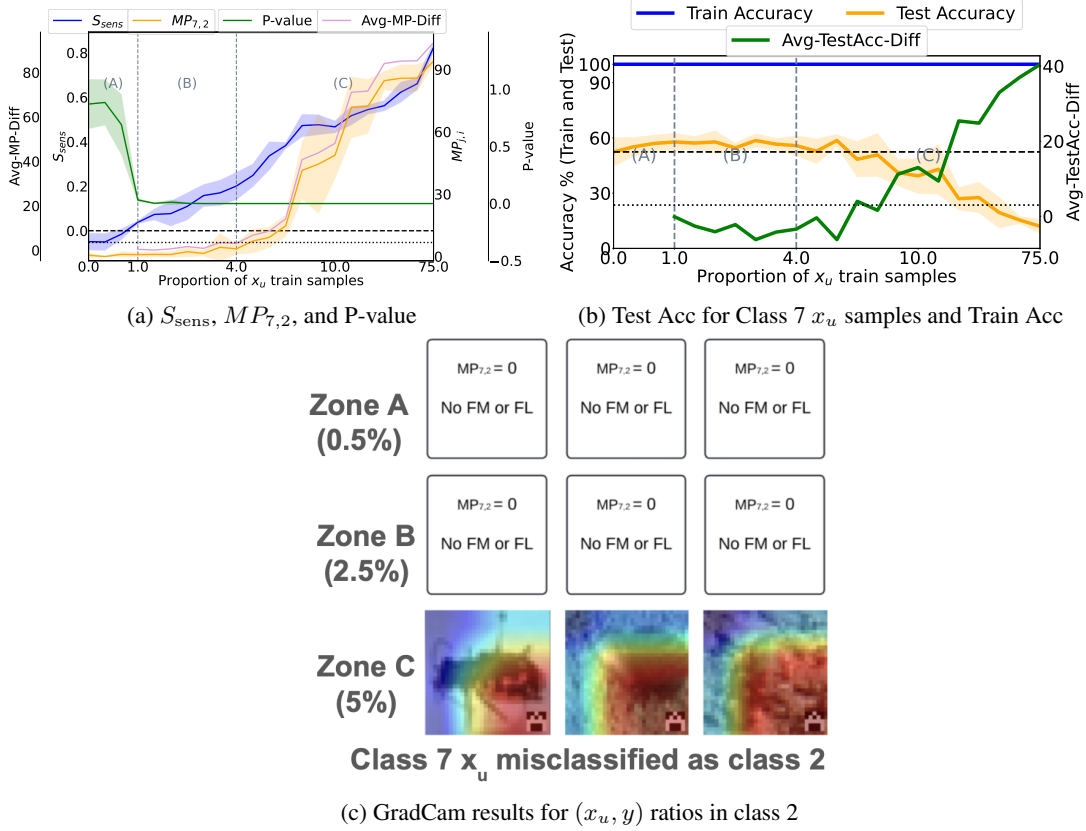 S_sens MP_7,2 P-value Avg-MP-Diff
Avg-MP-Diff
80
60
40
20
0
S_sens
0.8
0.6
0.4
0.2
0.0
(A) (B) (C)
90
60
30
0
MP_j,i
1.0
0.5
0.0
−0.5
P-value
0.0 1.0 4.0 10.0 75.0
Proportion of x_u train samples
(a) S_sens, MP_7,2, and P-value
Train Accuracy Test Accuracy
Avg-TestAcc-Diff
Accuracy % (Train and Test)
100
90
60
30
0
(A) (B) (C)
40
20
0
Avg-TestAcc-Diff
0.0 1.0 4.0 10.0 75.0
Proportion of x_u train samples
(b) Test Acc for Class 7 x_u samples and Train Acc
Zone A
(0.5%)
MP_7,2 = 0 MP_7,2 = 0 MP_7,2 = 0
No FM or FL No FM or FL No FM or FL
Zone B
(2.5%)
MP_7,2 = 0 MP_7,2 = 0 MP_7,2 = 0
No FM or FL No FM or FL No FM or FL
Zone C
(5%)
Class 7 x_u misclassified as class 2
(c) GradCam results for (x_u, y) ratios in class 2